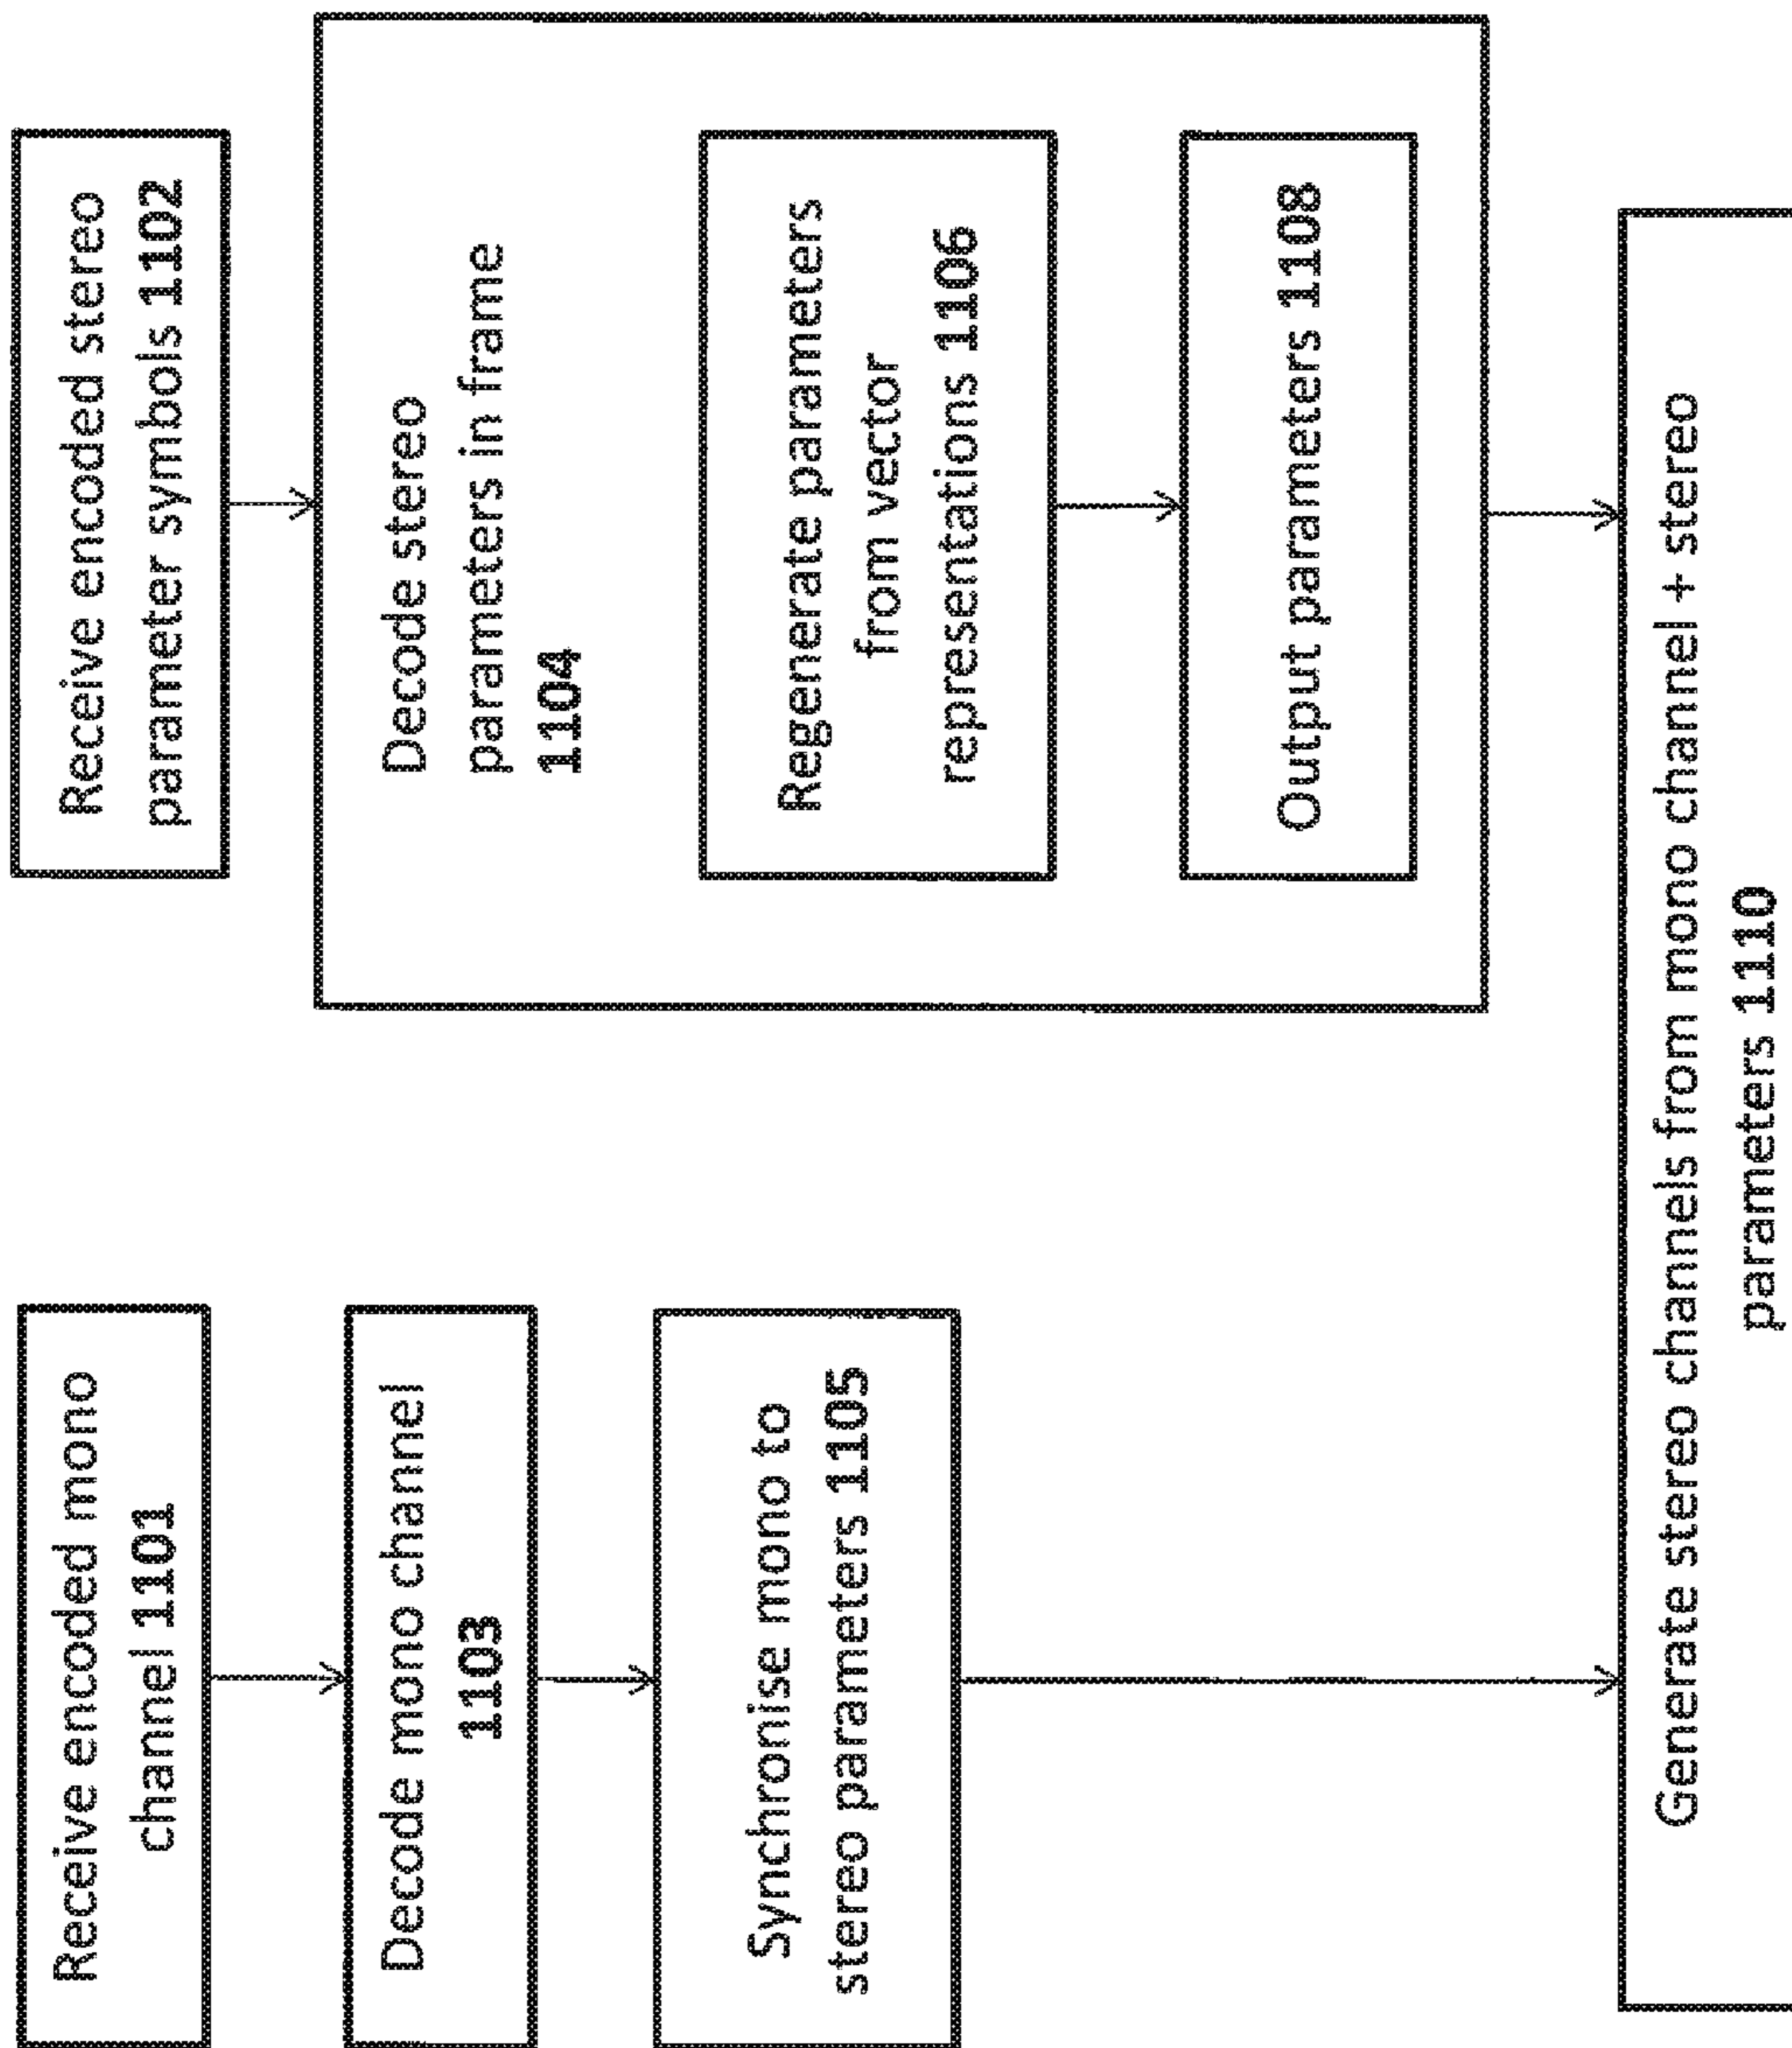 Receive encoded mono
channel 1101
Decode mono channel
1103
Synchronise mono to
stereo parameters 1105
Receive encoded stereo
parameter symbols 1102
Decode stereo
parameters in frame
1104
Regenerate parameters
from vector
representations 1106
Output parameters 1108
Generate stereo channels from mono channel + stereo
parameters 1110